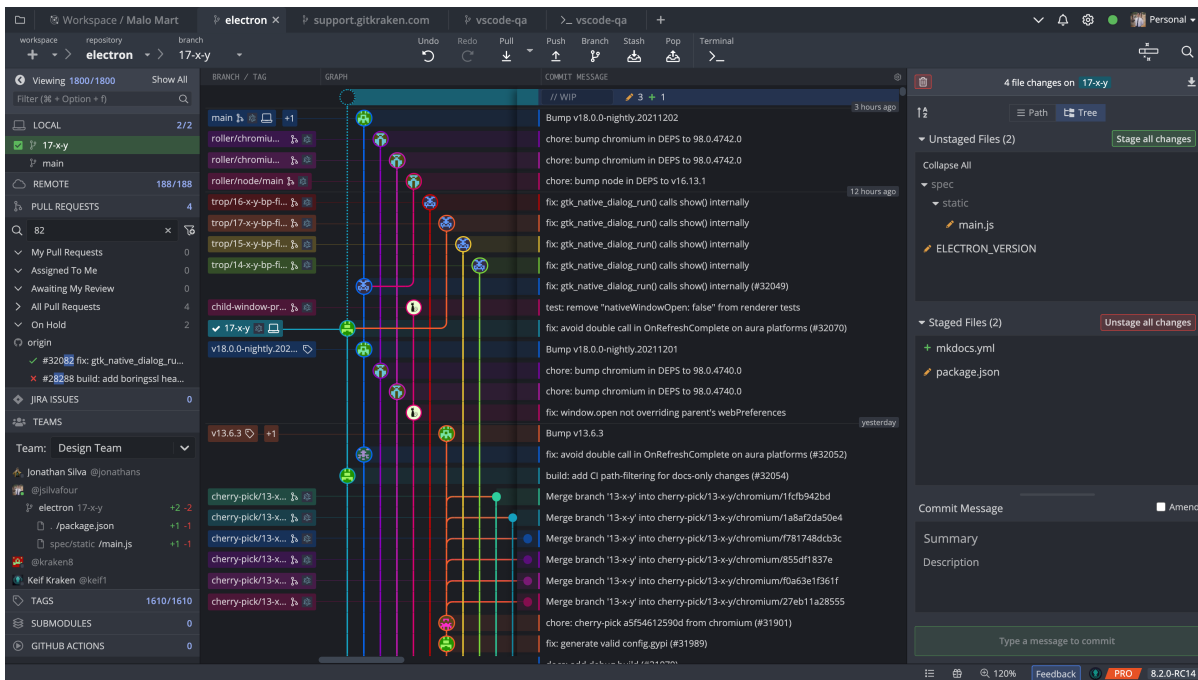 Workspace / Malo Mart
electron ×
support.gitkraken.com
vscode-qa
>_ vscode-qa
+
Personal
workspace
repository
branch
+
electron
17-x-y
Undo
Redo
Pull
Push
Branch
Stash
Pop
Terminal
Viewing 1800/1800
Show All
Filter (⌘ + Option + f)
LOCAL
2/2
17-x-y
main
REMOTE
188/188
PULL REQUESTS
4
82
×
My Pull Requests
0
Assigned To Me
0
Awaiting My Review
0
All Pull Requests
4
On Hold
2
origin
#32082 fix: gtk_native_dialog_ru...
#28288 build: add boringssl hea...
JIRA ISSUES
0
TEAMS
Team: Design Team
Jonathan Silva @jonathans
@jsilvafour
electron 17-x-y
+2 -2
. /package.json
+1 -1
spec/static /main.js
+1 -1
@kraken8
Keif Kraken @keif1
TAGS
1610/1610
SUBMODULES
0
GITHUB ACTIONS
0
BRANCH / TAG
GRAPH
COMMIT MESSAGE
// WIP
3 + 1
3 hours ago
main
+1
Bump v18.0.0-nightly.20211202
roller/chromiu...
chore: bump chromium in DEPS to 98.0.4742.0
roller/chromiu...
chore: bump chromium in DEPS to 98.0.4742.0
roller/node/main
chore: bump node in DEPS to v16.13.1
12 hours ago
trop/16-x-y-bp-fi...
fix: gtk_native_dialog_run() calls show() internally
trop/17-x-y-bp-fi...
fix: gtk_native_dialog_run() calls show() internally
trop/15-x-y-bp-fi...
fix: gtk_native_dialog_run() calls show() internally
trop/14-x-y-bp-fi...
fix: gtk_native_dialog_run() calls show() internally
fix: gtk_native_dialog_run() calls show() internally (#32049)
child-window-pr...
test: remove "nativeWindowOpen: false" from renderer tests
17-x-y
fix: avoid double call in OnRefreshComplete on aura platforms (#32070)
v18.0.0-nightly.202...
Bump v18.0.0-nightly.20211201
chore: bump chromium in DEPS to 98.0.4740.0
chore: bump chromium in DEPS to 98.0.4740.0
fix: window.open not overriding parent's webPreferences
yesterday
v13.6.3
+1
Bump v13.6.3
fix: avoid double call in OnRefreshComplete on aura platforms (#32052)
build: add CI path-filtering for docs-only changes (#32054)
cherry-pick/13-x...
Merge branch '13-x-y' into cherry-pick/13-x-y/chromium/1fcfb942bd
cherry-pick/13-x...
Merge branch '13-x-y' into cherry-pick/13-x-y/chromium/1a8af2da50e4
cherry-pick/13-x...
Merge branch '13-x-y' into cherry-pick/13-x-y/chromium/f781748dcb3c
cherry-pick/13-x...
Merge branch '13-x-y' into cherry-pick/13-x-y/chromium/855df1837e
cherry-pick/13-x...
Merge branch '13-x-y' into cherry-pick/13-x-y/chromium/f0a63e1f361f
cherry-pick/13-x...
Merge branch '13-x-y' into cherry-pick/13-x-y/chromium/27eb11a28555
chore: cherry-pick a5f54612590d from chromium (#31901)
fix: generate valid config.gypi (#31989)
4 file changes on 17-x-y
Path
Tree
Unstaged Files (2)
Stage all changes
Collapse All
spec
static
main.js
ELECTRON_VERSION
Staged Files (2)
Unstage all changes
+ mkdocs.yml
package.json
Commit Message
Amend
Summary
Description
Type a message to commit
120%
Feedback
PRO
8.2.0-RC14